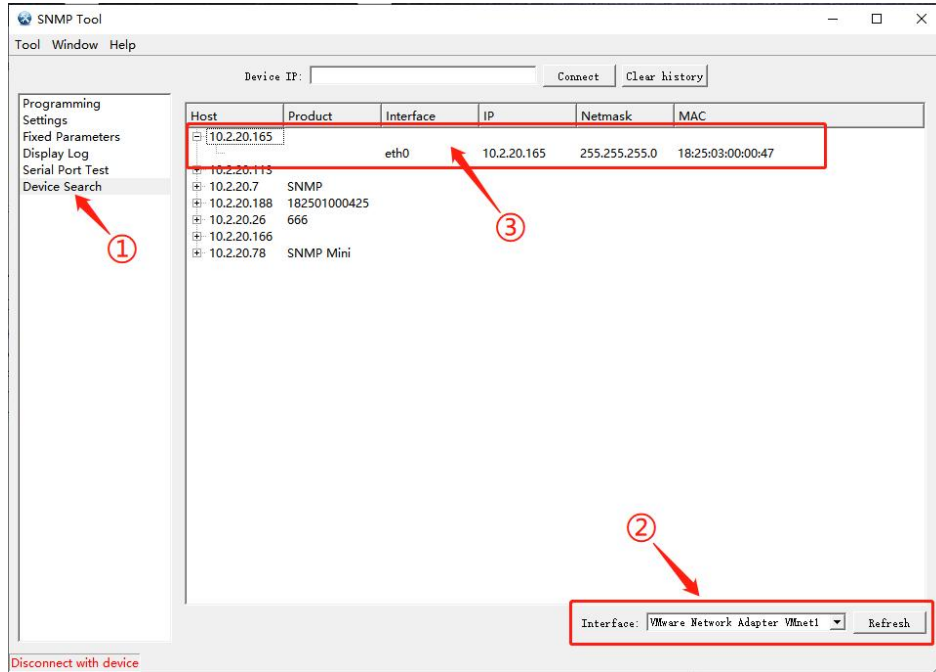 SNMP Tool
Tool Window Help
Device IP: Connect Clear history
Programming
Settings
Fixed Parameters
Display Log
Serial Port Test
Device Search
①
Host Product Interface IP Netmask MAC
10.2.20.165
eth0 10.2.20.165 255.255.255.0 18:25:03:00:00:47
③
10.2.20.113
10.2.20.7 SNMP
10.2.20.188 182501000425
10.2.20.26 666
10.2.20.166
10.2.20.78 SNMP Mini
②
Interface: VMware Network Adapter VMnet1 Refresh
Disconnect with device